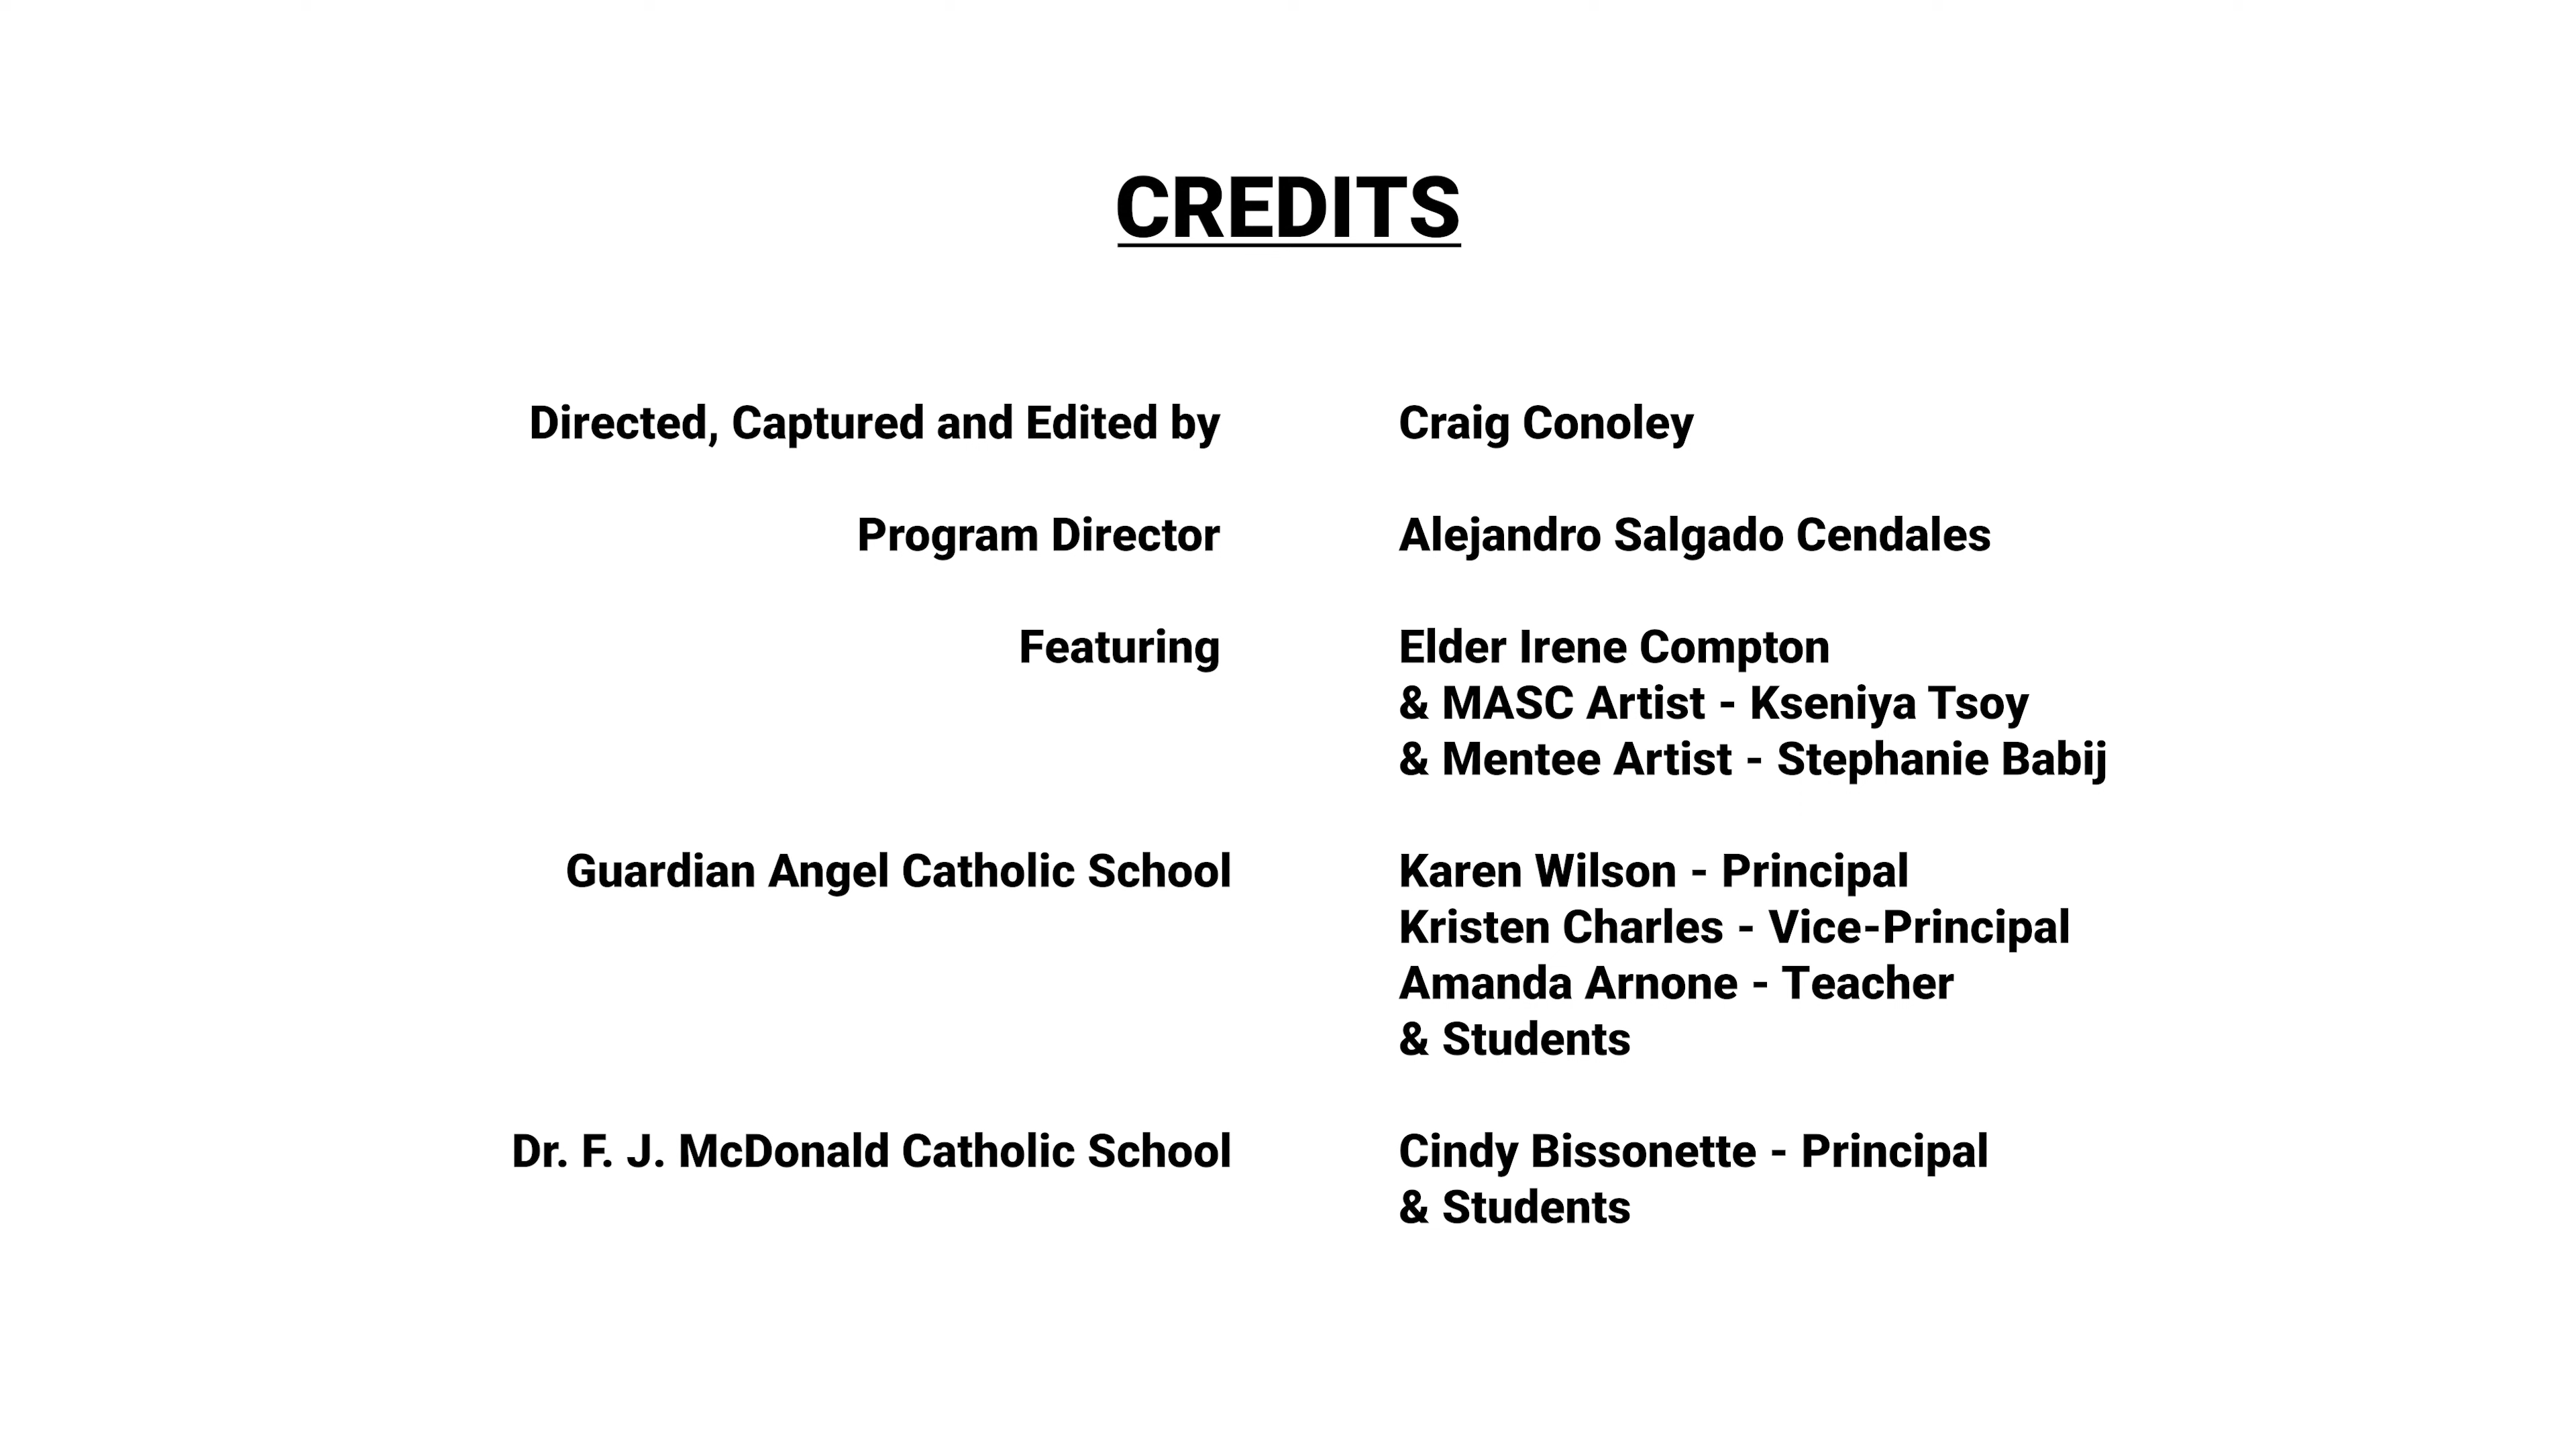 CREDITS
Directed, Captured and Edited by Craig Conoley
Program Director Alejandro Salgado Cendales
Featuring Elder Irene Compton
& MASC Artist - Kseniya Tsoy
& Mentee Artist - Stephanie Babij
Guardian Angel Catholic School Karen Wilson - Principal
Kristen Charles - Vice-Principal
Amanda Arnone - Teacher
& Students
Dr. F. J. McDonald Catholic School Cindy Bissonette - Principal
& Students